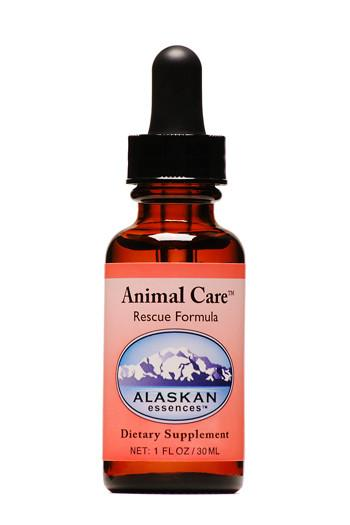 Animal Care™
Rescue Formula
ALASKAN
essences™
Dietary Supplement
NET: 1 FL OZ / 30 ML